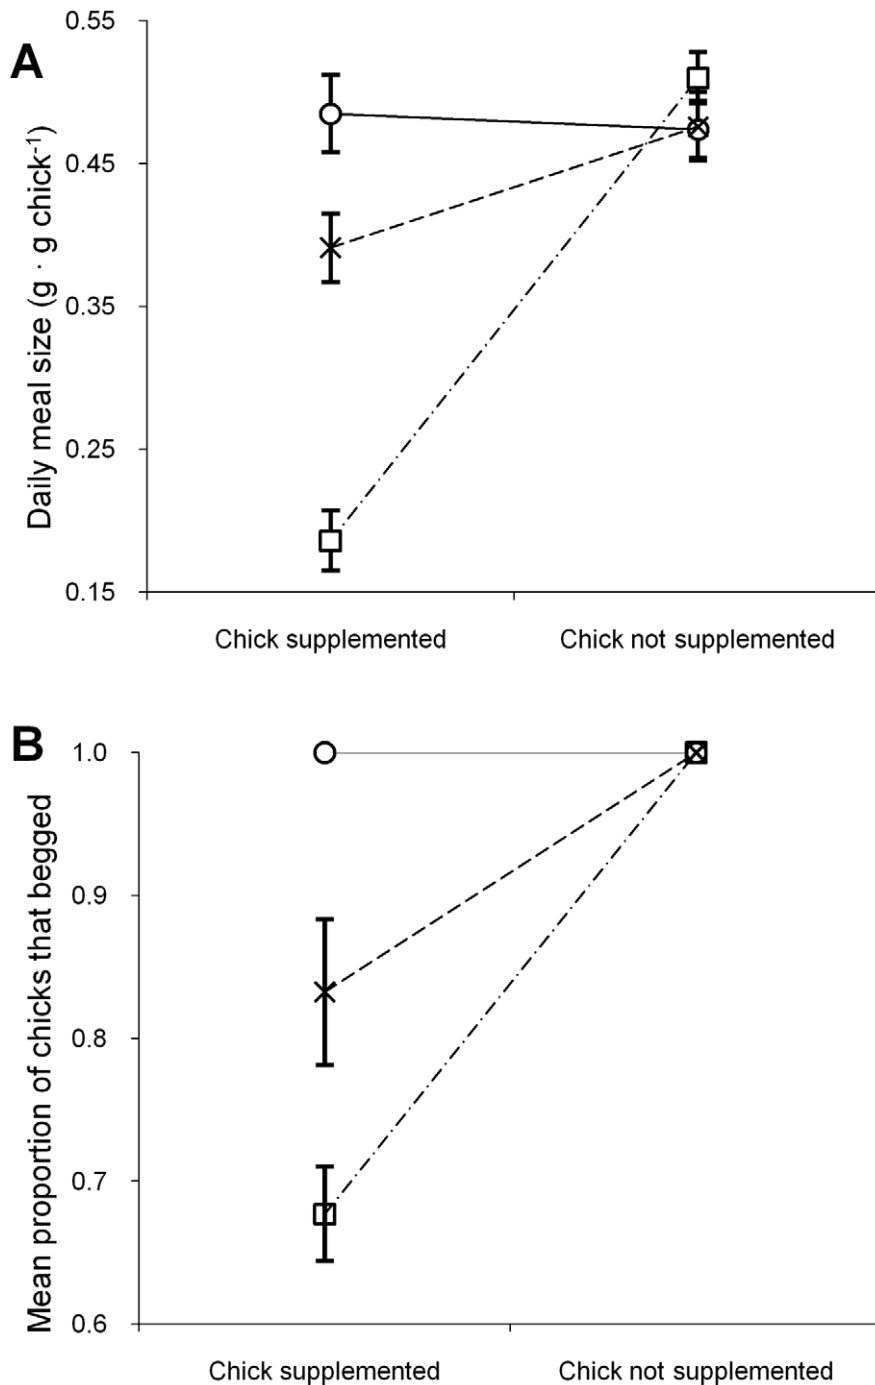 A
Daily meal size (g · g chick⁻¹)
0.55
0.45
0.35
0.25
0.15
Chick supplemented Chick not supplemented
B
Mean proportion of chicks that begged
1.0
0.9
0.8
0.7
0.6
Chick supplemented Chick not supplemented